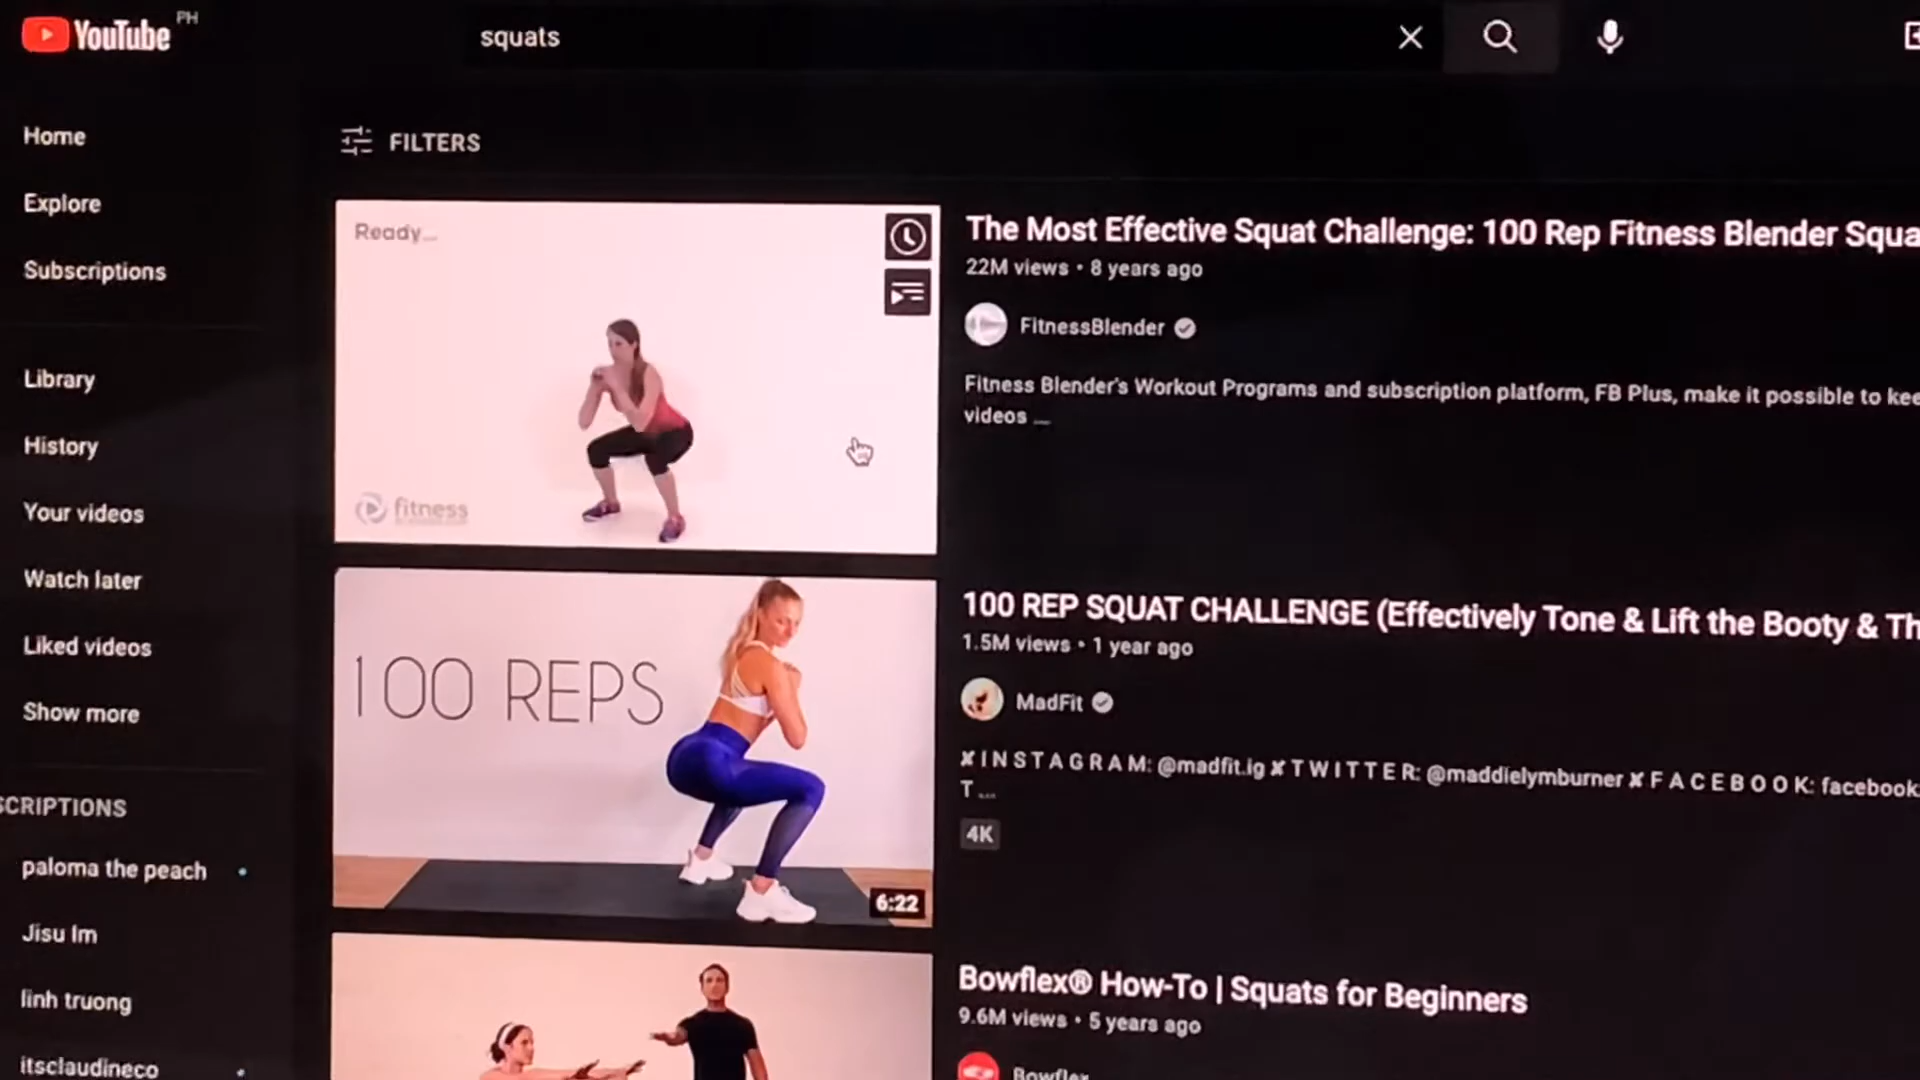 YouTube PH
squats
Home
Explore
Subscriptions
Library
History
Your videos
Watch later
Liked videos
Show more
SCRIPTIONS
paloma the peach
Jisu Im
linh truong
itsclaudineco
FILTERS
Ready...
fitness
The Most Effective Squat Challenge: 100 Rep Fitness Blender Squa
22M views • 8 years ago
FitnessBlender
Fitness Blender's Workout Programs and subscription platform, FB Plus, make it possible to kee
videos ...
100 REPS
6:22
100 REP SQUAT CHALLENGE (Effectively Tone & Lift the Booty & Th
1.5M views • 1 year ago
MadFit
✘ I N S T A G R A M: @madfit.ig ✘ T W I T T E R: @maddielymburner ✘ F A C E B O O K: facebook
T ...
4K
Bowflex® How-To | Squats for Beginners
9.6M views • 5 years ago
Bowflex